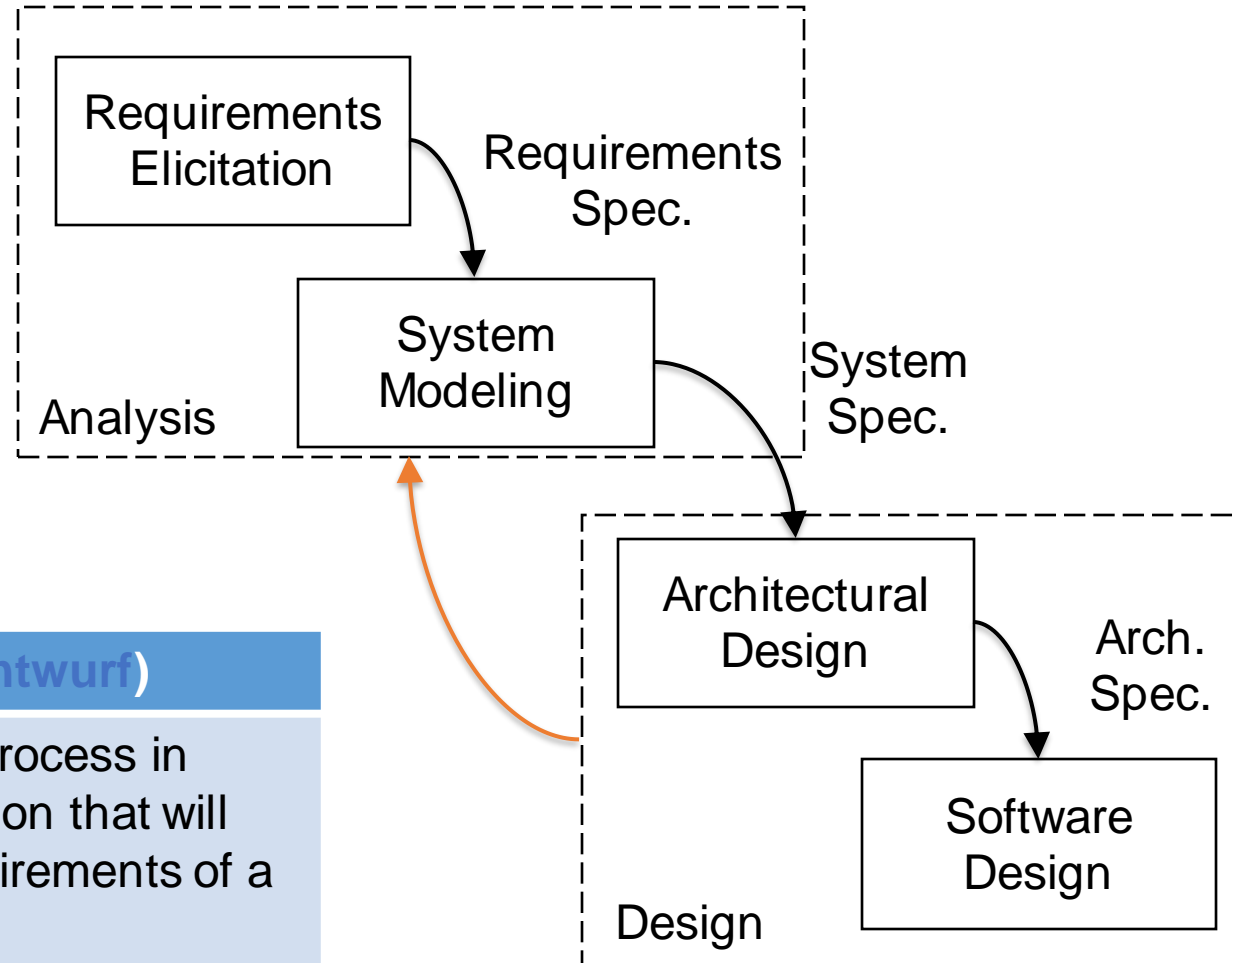 Requirements
Elicitation
Requirements
Spec.
System
Modeling
Analysis
System
Spec.
Architectural
Design
Arch.
Spec.
Software
Design
Design
ntwurf)
rocess in
on that will
irements of a